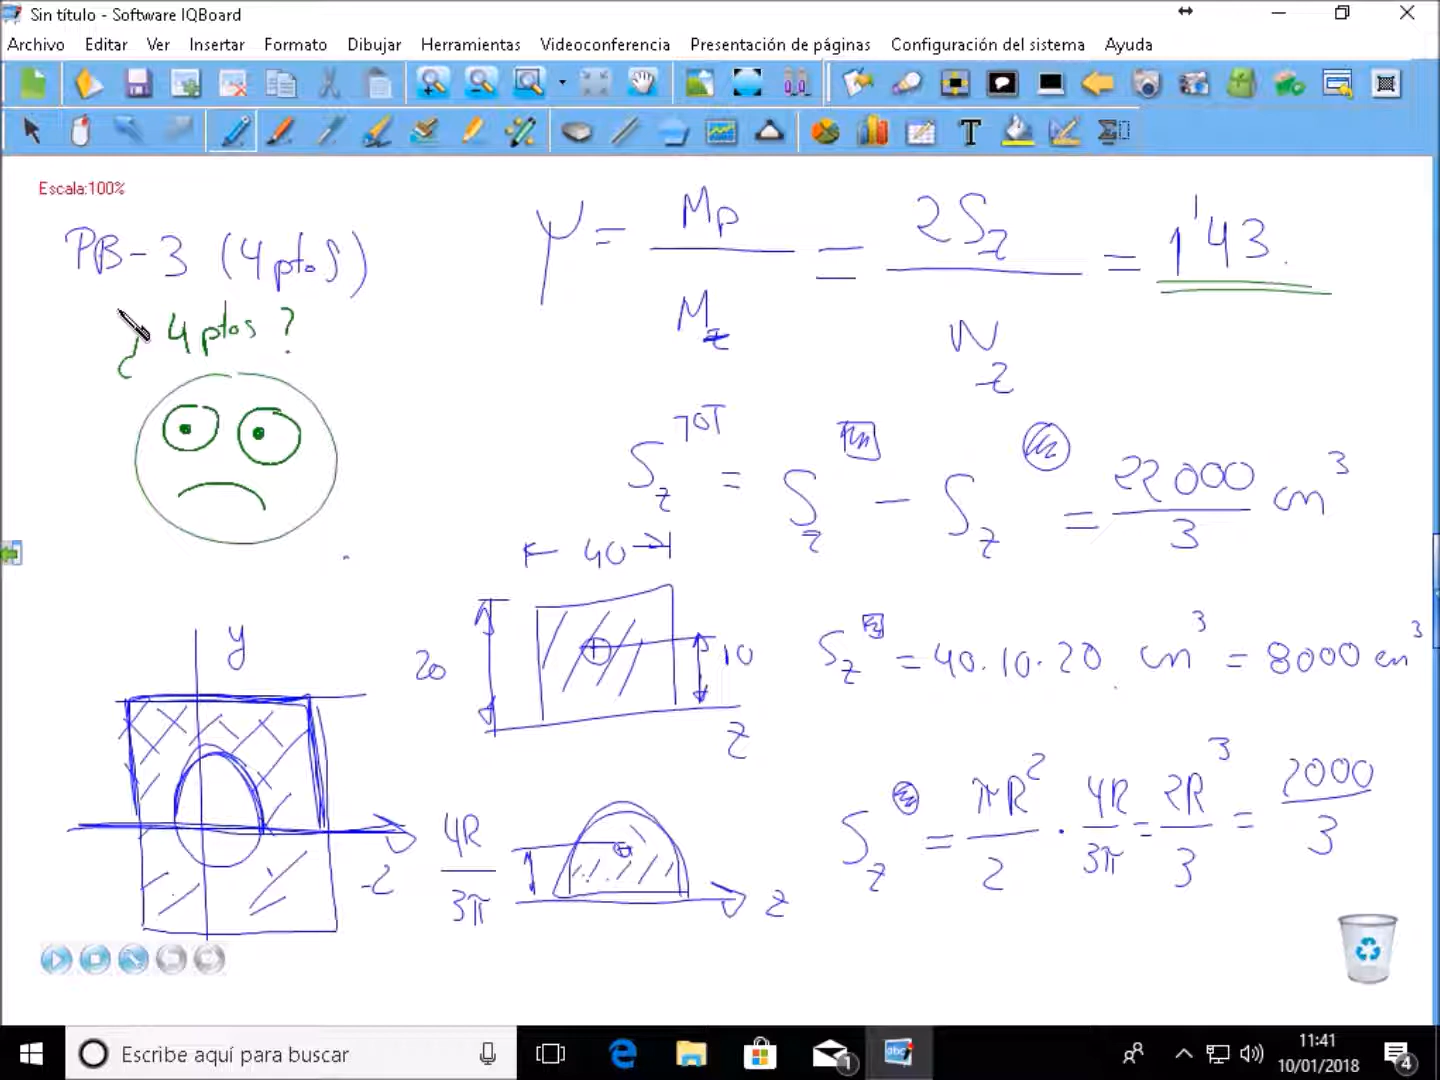 Sin título - Software IQBoard
Archivo Editar Ver Insertar Formato Dibujar Herramientas Videoconferencia Presentación de páginas Configuración del sistema Ayuda
Escala:100%
PB-3 (4 ptos)
¿ 4 ptos ?
Ψ = Mp / Mz = 2Sz / Wz = 1'43
Sz^TOT = Sz - Sz = 22000/3 cm³
40
20
10
z
Sz = 40·10·20 cm³ = 8000 cm³
y
z
4R/3π
z
Sz = πR²/2 · 4R/3π = 2R³/3 = 2000/3
Escribe aquí para buscar
1
abc
11:41
10/01/2018
4